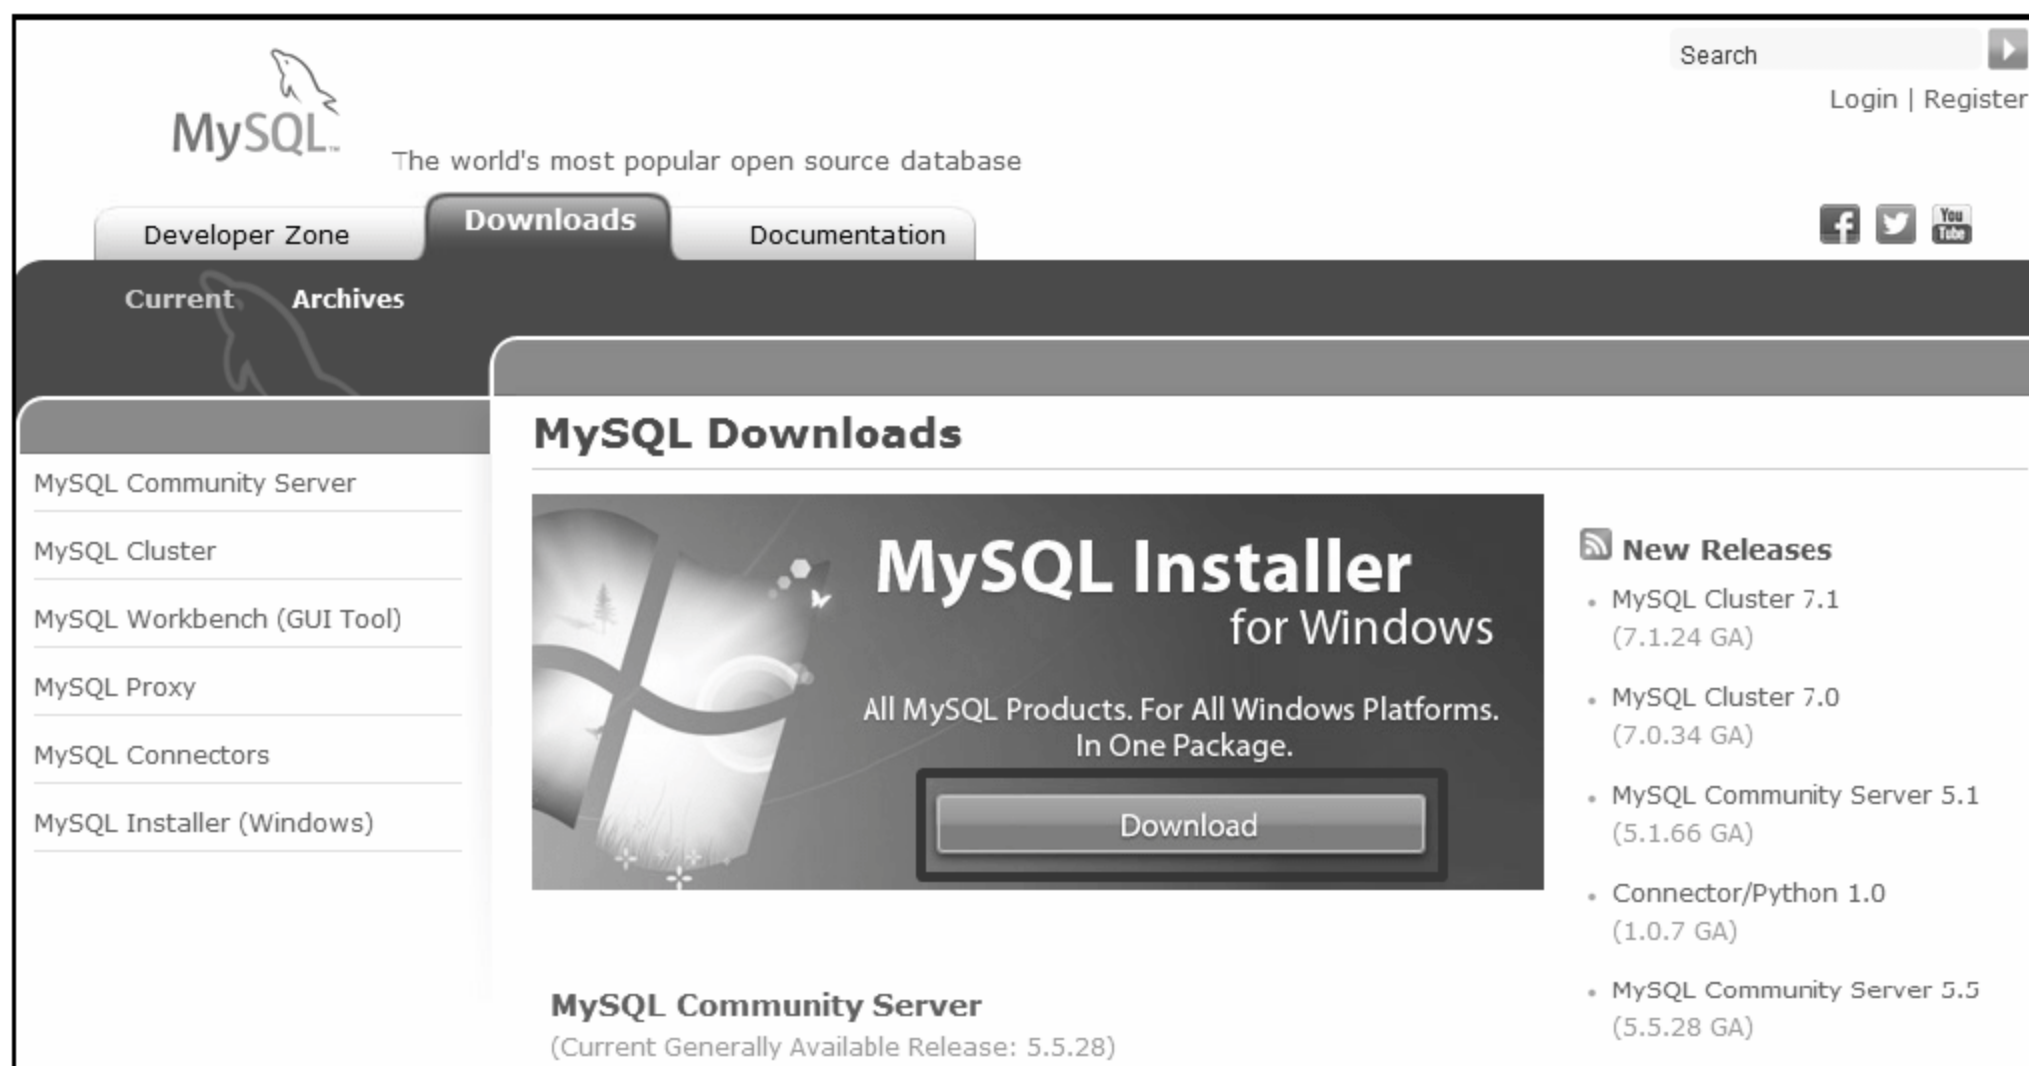 Search
Login | Register
MySQL™
The world's most popular open source database
Developer Zone
Downloads
Documentation
You
Tube
Current
Archives
MySQL Community Server
MySQL Cluster
MySQL Workbench (GUI Tool)
MySQL Proxy
MySQL Connectors
MySQL Installer (Windows)
MySQL Downloads
MySQL Installer
for Windows
All MySQL Products. For All Windows Platforms.
In One Package.
Download
MySQL Community Server
(Current Generally Available Release: 5.5.28)
New Releases
MySQL Cluster 7.1
(7.1.24 GA)
MySQL Cluster 7.0
(7.0.34 GA)
MySQL Community Server 5.1
(5.1.66 GA)
Connector/Python 1.0
(1.0.7 GA)
MySQL Community Server 5.5
(5.5.28 GA)